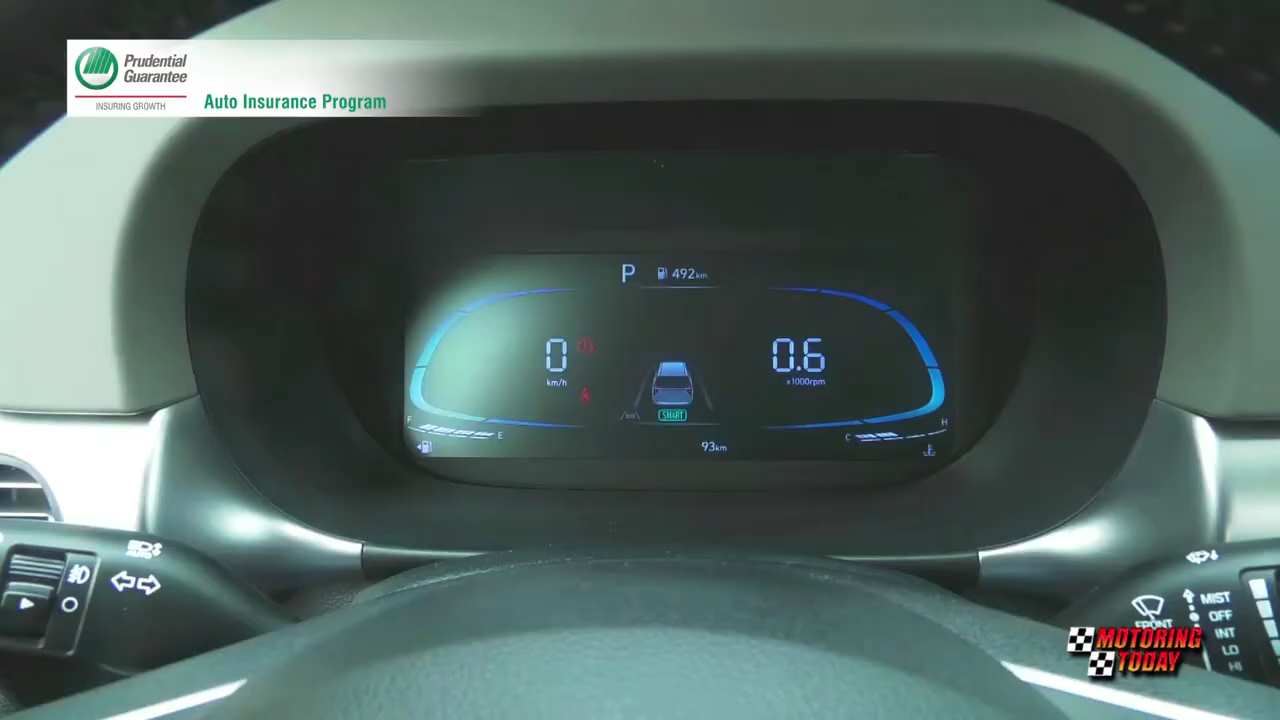 Prudential
Guarantee
INSURING GROWTH
Auto Insurance Program
P 492km
0
km/h
0.6
x1000rpm
SMART
F E
C H
93km
MIST
OFF
INT
LO
HI
FRONT
MOTORING
TODAY